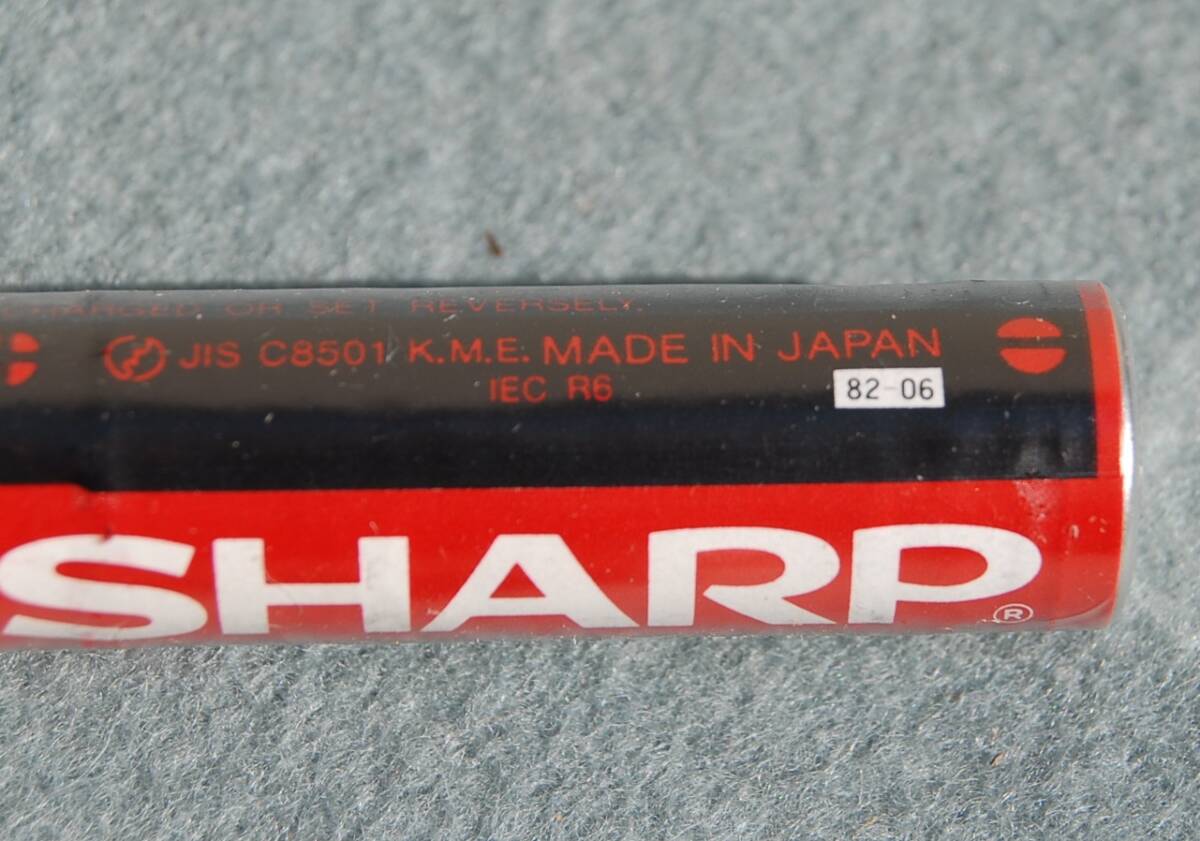 CHARGED OR SET REVERSELY.
JIS C8501 K.M.E. MADE IN JAPAN
IEC R6
82-06
SHARP®